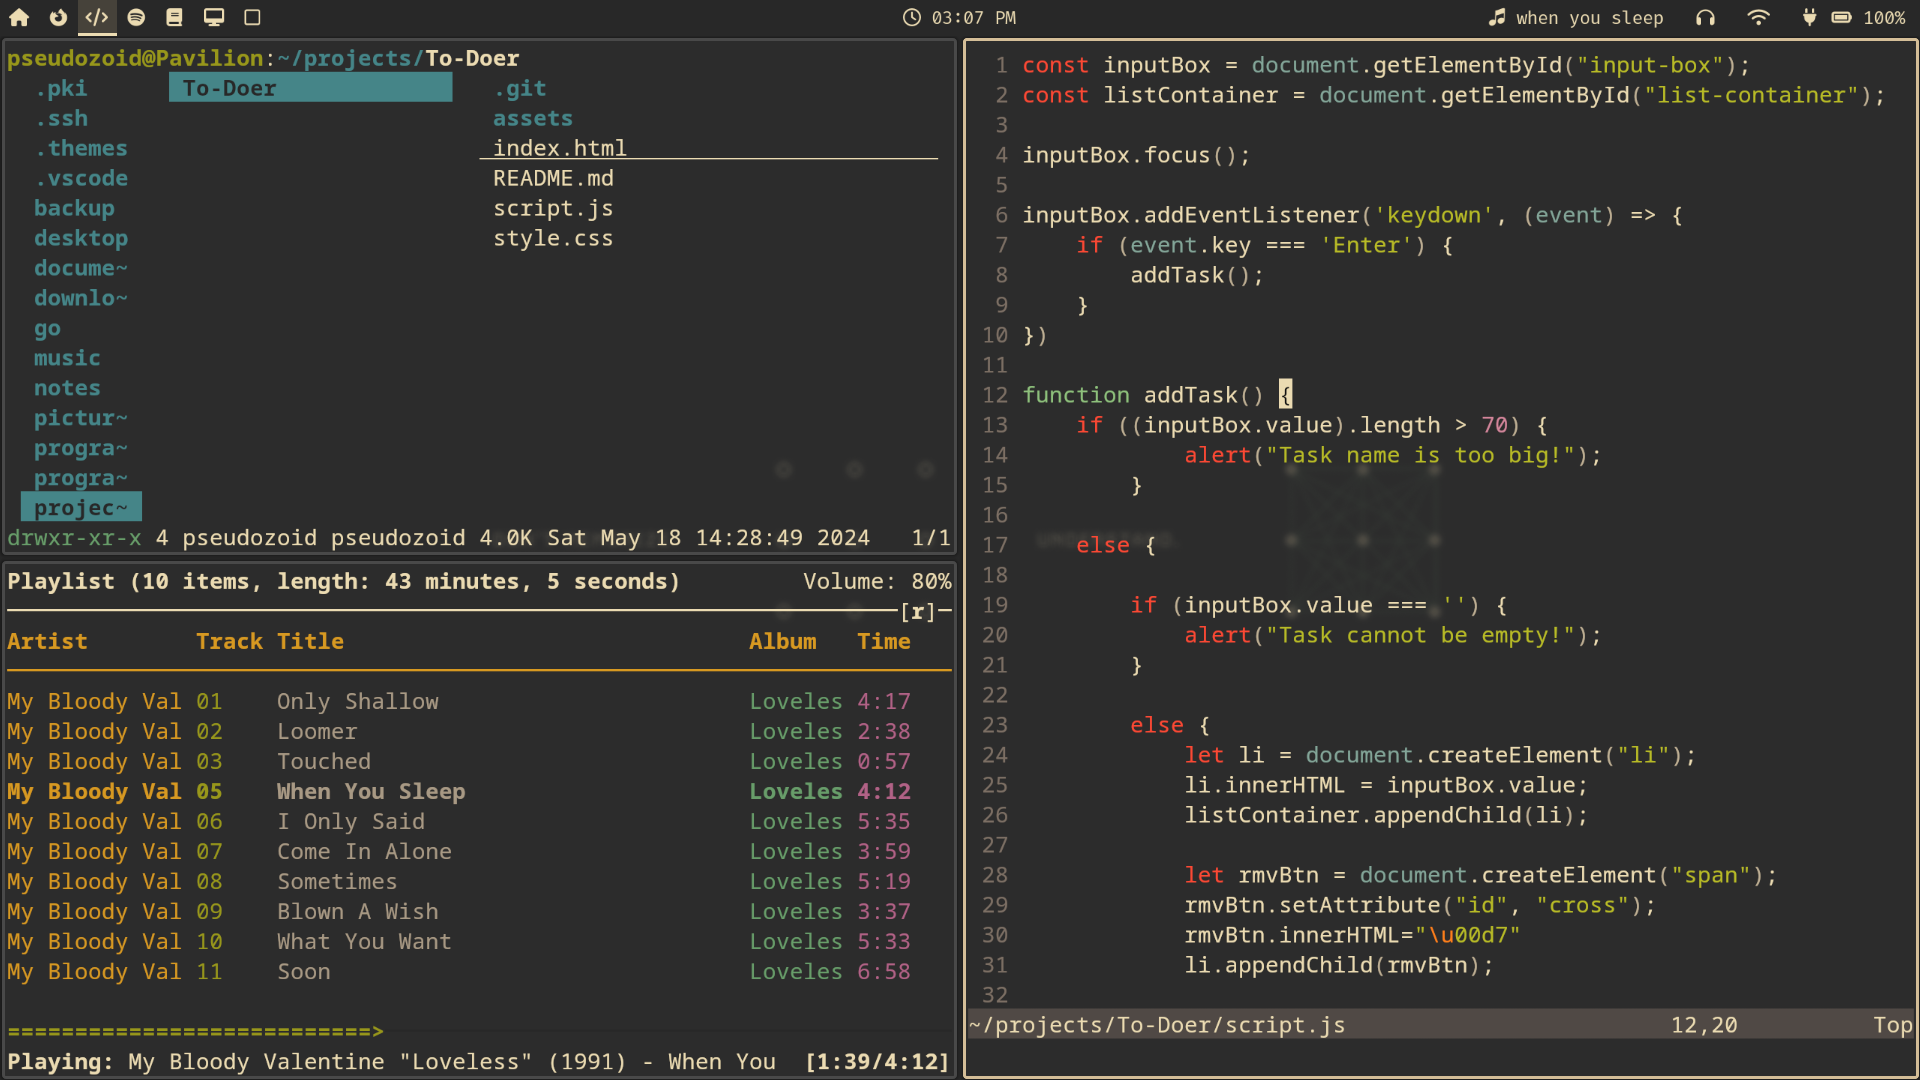 03:07 PM
when you sleep
100%
pseudozoid@Pavilion:~/projects/To-Doer
.pki
.ssh
.themes
.vscode
backup
desktop
docume~
downlo~
go
music
notes
pictur~
progra~
progra~
projec~
To-Doer
.git
assets
index.html
README.md
script.js
style.css
drwxr-xr-x 4 pseudozoid pseudozoid 4.0K Sat May 18 14:28:49 2024 1/1
Playlist (10 items, length: 43 minutes, 5 seconds) Volume: 80%
[r]
Artist Track Title Album Time
My Bloody Val 01 Only Shallow Loveles 4:17
My Bloody Val 02 Loomer Loveles 2:38
My Bloody Val 03 Touched Loveles 0:57
My Bloody Val 05 When You Sleep Loveles 4:12
My Bloody Val 06 I Only Said Loveles 5:35
My Bloody Val 07 Come In Alone Loveles 3:59
My Bloody Val 08 Sometimes Loveles 5:19
My Bloody Val 09 Blown A Wish Loveles 3:37
My Bloody Val 10 What You Want Loveles 5:33
My Bloody Val 11 Soon Loveles 6:58
===========================>
Playing: My Bloody Valentine "Loveless" (1991) - When You [1:39/4:12]
1 const inputBox = document.getElementById("input-box");
2 const listContainer = document.getElementById("list-container");
3
4 inputBox.focus();
5
6 inputBox.addEventListener('keydown', (event) => {
7     if (event.key === 'Enter') {
8         addTask();
9     }
10 })
11
12 function addTask() {
13     if ((inputBox.value).length > 70) {
14             alert("Task name is too big!");
15         }
16
17     else {
18
19         if (inputBox.value === '') {
20             alert("Task cannot be empty!");
21         }
22
23         else {
24             let li = document.createElement("li");
25             li.innerHTML = inputBox.value;
26             listContainer.appendChild(li);
27
28             let rmvBtn = document.createElement("span");
29             rmvBtn.setAttribute("id", "cross");
30             rmvBtn.innerHTML="\u00d7"
31             li.appendChild(rmvBtn);
32
~/projects/To-Doer/script.js 12,20 Top